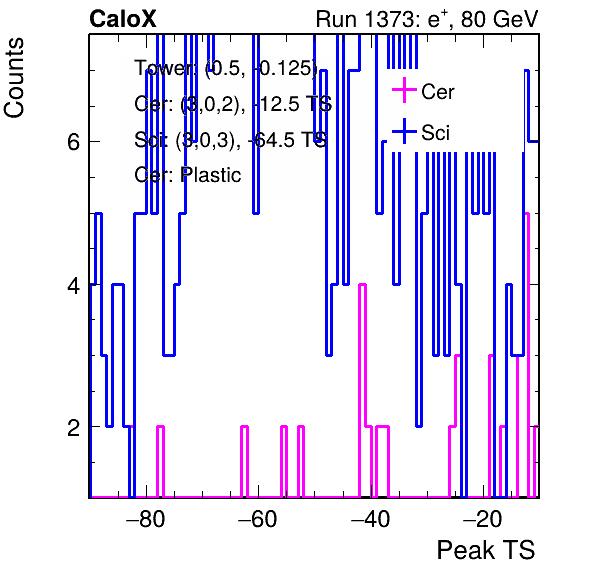 CaloX Run 1373: e+, 80 GeV
Counts
Tower: (0.5, -0.125)
Cer: (3,0,2), -12.5 TS
Sci: (3,0,3), -64.5 TS
Cer: Plastic
Cer
Sci
6
4
2
−80 −60 −40 −20
Peak TS